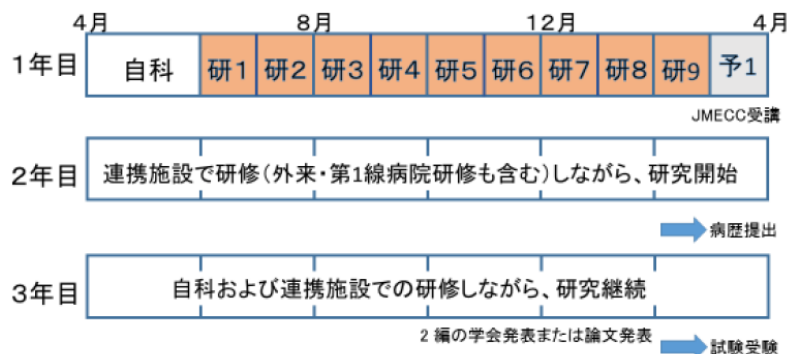 4月 8月 12月 4月
1年目 自科 研1 研2 研3 研4 研5 研6 研7 研8 研9 予1
JMECC受講
2年目 連携施設で研修(外来・第1線病院研修も含む)しながら、研究開始
病歴提出
3年目 自科および連携施設での研修しながら、研究継続
2編の学会発表または論文発表
試験受験